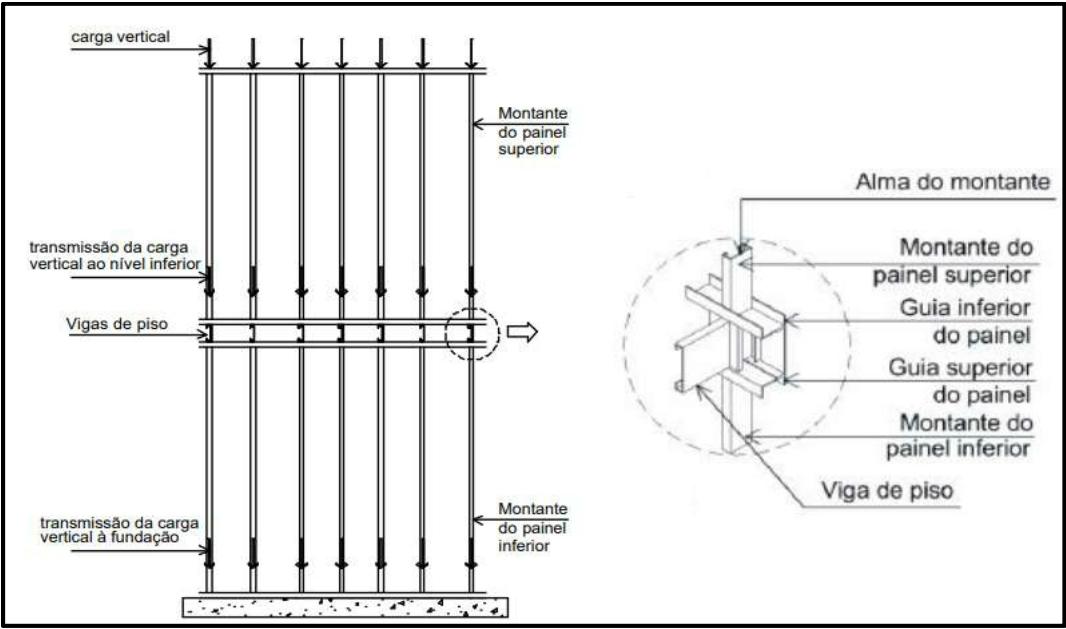 carga vertical
Montante
do painel
superior
transmissão da carga
vertical ao nível inferior
Vigas de piso
transmissão da carga
vertical à fundação
Montante
do painel
inferior
Alma do montante
Montante do
painel superior
Guia inferior
do painel
Guia superior
do painel
Montante do
painel inferior
Viga de piso